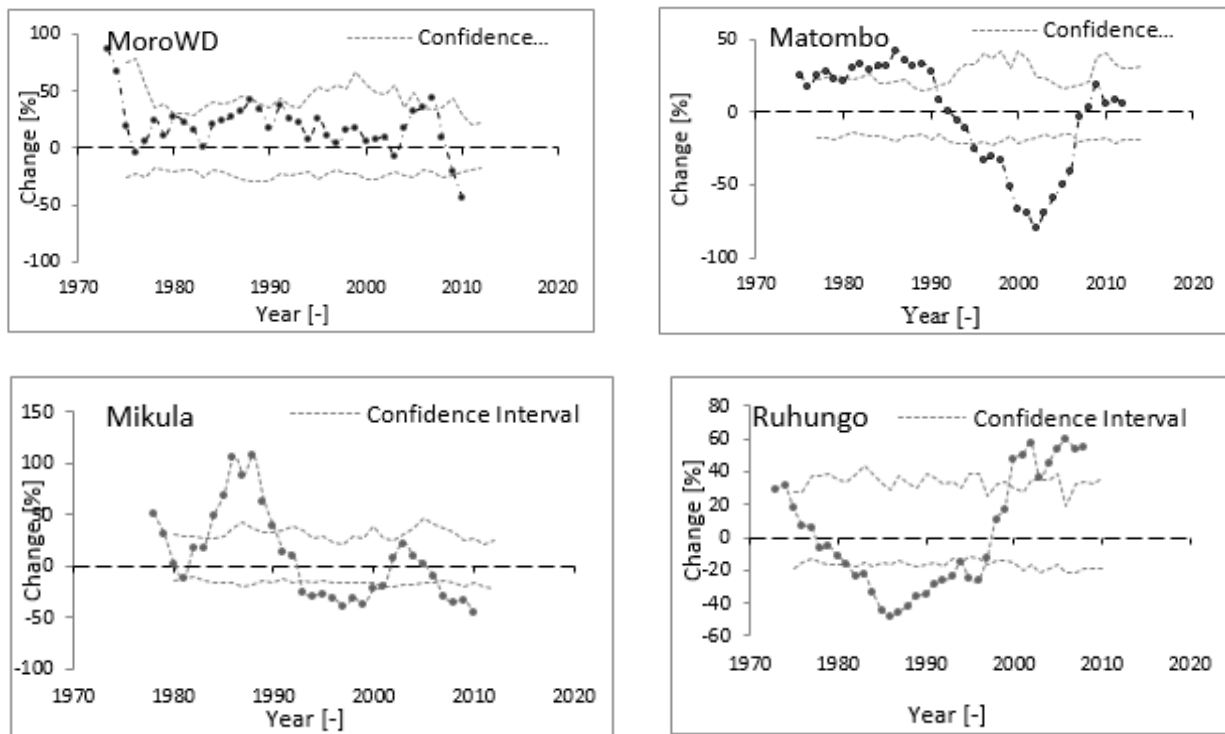 MoroWD
Confidence...
Change [%]
100
50
0
-50
-100
1970 1980 1990 2000 2010 2020
Year [-]
Matombo
Confidence...
Change [%]
50
0
-50
-100
1970 1980 1990 2000 2010 2020
Year [-]
Mikula
Confidence Interval
Change [%]
150
100
50
0
-50
-100
1970 1980 1990 2000 2010 2020
Year [-]
Ruhungo
Confidence Interval
Change [%]
80
60
40
20
0
-20
-40
-60
1970 1980 1990 2000 2010 2020
Year [-]